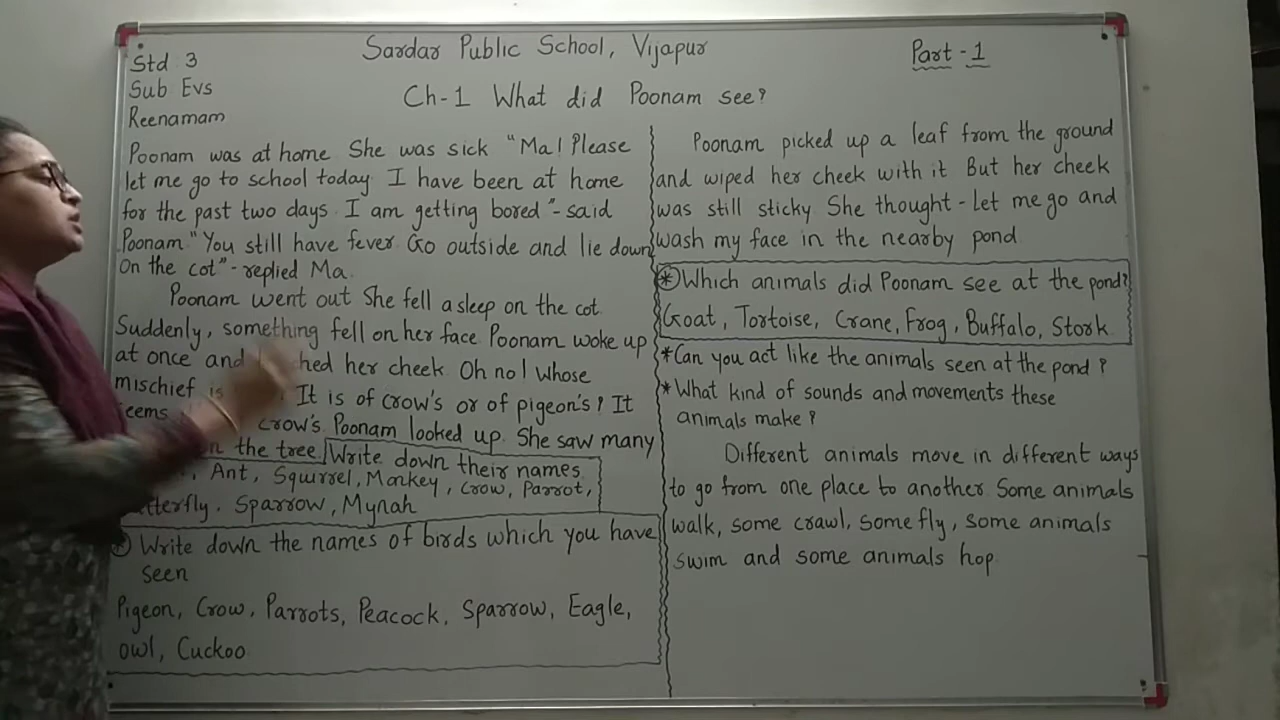 Std 3
Sub Evs
Reenamam
Sardar Public School, Vijapur
Part - 1
Ch-1 What did Poonam see?
Poonam was at home She was sick "Ma! Please
let me go to school today I have been at home
for the past two days I am getting bored"- said
Poonam "You still have fever Go outside and lie down
On the cot"- replied Ma.
Poonam went out She fell a sleep on the cot
Suddenly, something fell on her face Poonam woke up
at once and hed her cheek Oh no! Whose
mischief is It is of crow's or of pigeon's? It
seems crow's. Poonam looked up. She saw many
on the tree Write down their names
Ant, Squirrel, Monkey, Crow, Parrot,
Butterfly, Sparrow, Mynah
* Write down the names of birds which you have
seen
Pigeon, Crow, Parrots, Peacock, Sparrow, Eagle,
owl, Cuckoo
Poonam picked up a leaf from the ground
and wiped her cheek with it But her cheek
was still sticky She thought - Let me go and
wash my face in the nearby pond
* Which animals did Poonam see at the pond?
Goat, Tortoise, Crane, Frog, Buffalo, Stork
* Can you act like the animals seen at the pond?
* What kind of sounds and movements these
animals make?
Different animals move in different ways
to go from one place to another Some animals
walk, some crawl, some fly, some animals
swim and some animals hop.